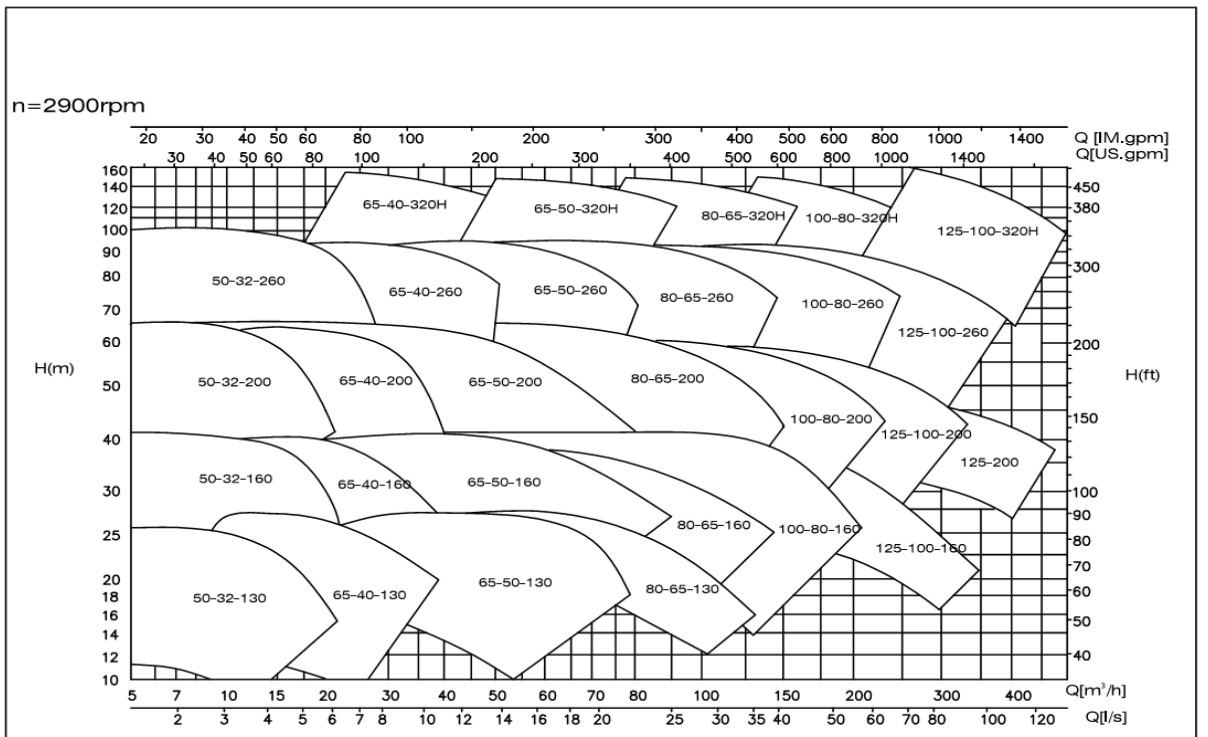 n=2900rpm
20 30 40 50 60 80 100 200 300 400 500 600 800 1000 1400 Q [IM.gpm]
30 40 50 60 80 100 200 300 400 500 600 800 1000 1400 Q[US.gpm]
160 450
140 65-40-320H 65-50-320H 80-65-320H 100-80-320H 125-100-320H
120 380
100
90 300
80 50-32-260 65-40-260 65-50-260 80-65-260 100-80-260
70 125-100-260
60 200
H(m) H(ft)
50 50-32-200 65-40-200 65-50-200 80-65-200
100-80-200 150
40 125-100-200
125-200
50-32-160 65-40-160 65-50-160
30 100
80-65-160 100-80-160 90
25 80
125-100-160
70
20 65-50-130 80-65-130
18 50-32-130 65-40-130 60
16 50
14
12 40
10
5 7 10 15 20 30 40 50 60 70 80 100 150 200 300 400 Q[m³/h]
2 3 4 5 6 7 8 10 12 14 16 18 20 25 30 35 40 50 60 70 80 100 120 Q[l/s]